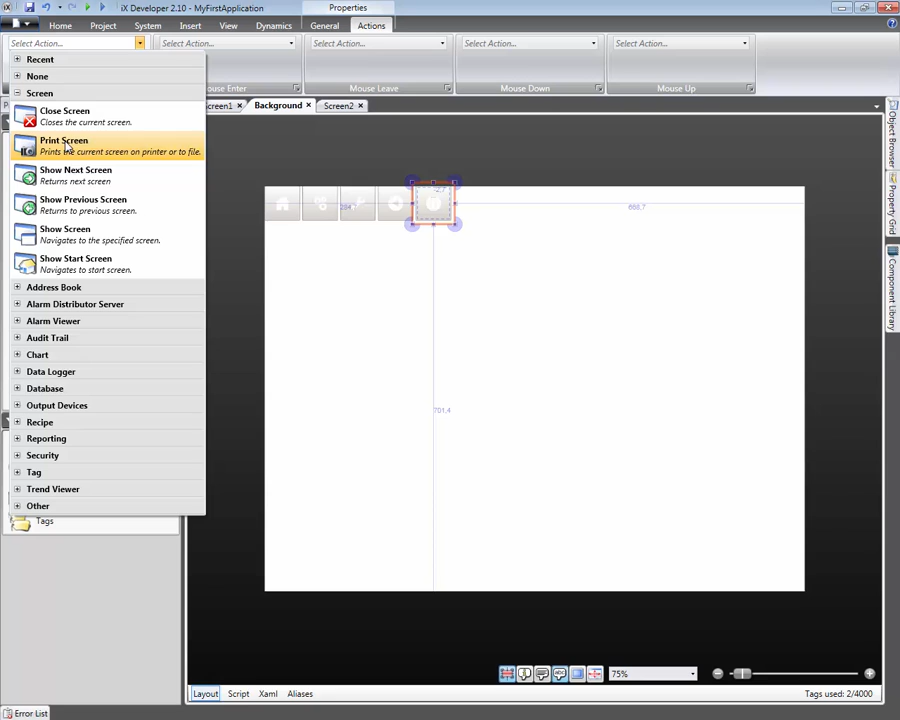 iX Developer 2.10 - MyFirstApplication
Properties
Home Project System Insert View Dynamics General Actions
Select Action... Select Action... Select Action... Select Action... Select Action...
Mouse Enter Mouse Leave Mouse Down Mouse Up
Recent
None
Screen
Close Screen
Closes the current screen.
Print Screen
Prints the current screen on printer or to file.
Show Next Screen
Returns next screen
Show Previous Screen
Returns to previous screen.
Show Screen
Navigates to the specified screen.
Show Start Screen
Navigates to start screen.
Address Book
Alarm Distributor Server
Alarm Viewer
Audit Trail
Chart
Data Logger
Database
Output Devices
Recipe
Reporting
Security
Tag
Trend Viewer
Other
Tags
Background Screen2
668,7
701,4
Object Browser
Property Grid
Component Library
75%
Layout Script Xaml Aliases
Tags used: 2/4000
Error List